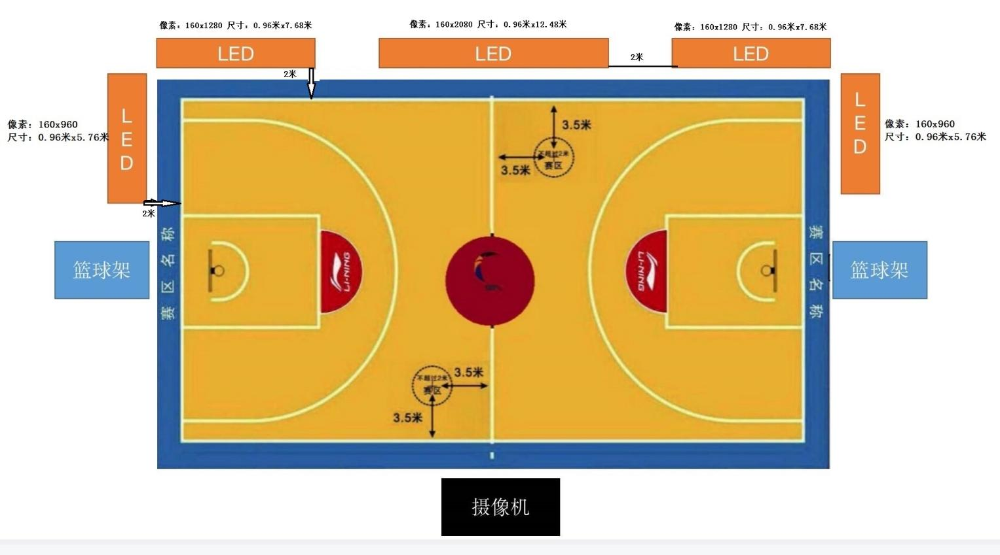 像素：160x1280 尺寸：0.96米x7.68米
像素：160x2080 尺寸：0.96米x12.48米
像素：160x1280 尺寸：0.96米x7.68米
LED
LED
LED
2米
2米
LED
像素：160x960
尺寸：0.96米x5.76米
LED
像素：160x960
尺寸：0.96米x5.76米
3.5米
不超过2米
赛区
3.5米
2米
赛区名称
赛区名称
篮球架
LI-NING
LI-NING
篮球架
不超过2米
赛区
3.5米
3.5米
摄像机